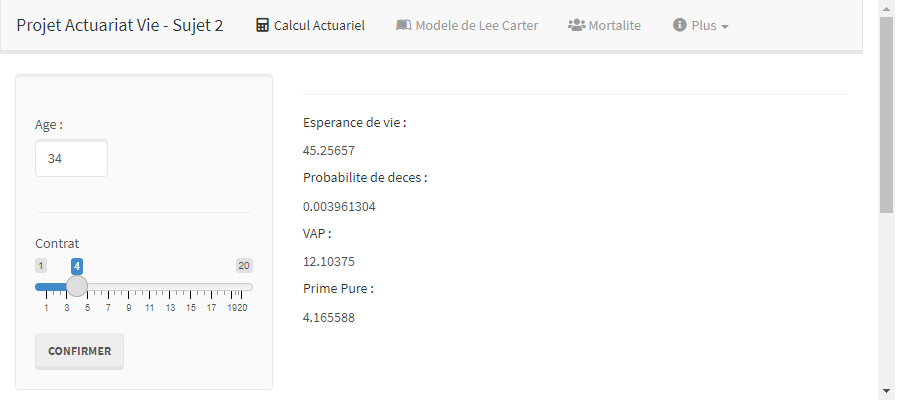 Projet Actuariat Vie - Sujet 2 Calcul Actuariel Modele de Lee Carter Mortalite Plus
Age :
34
Contrat
1 4 20
1 3 5 7 9 11 13 15 17 1920
CONFIRMER
Esperance de vie :
45.25657
Probabilite de deces :
0.003961304
VAP :
12.10375
Prime Pure :
4.165588